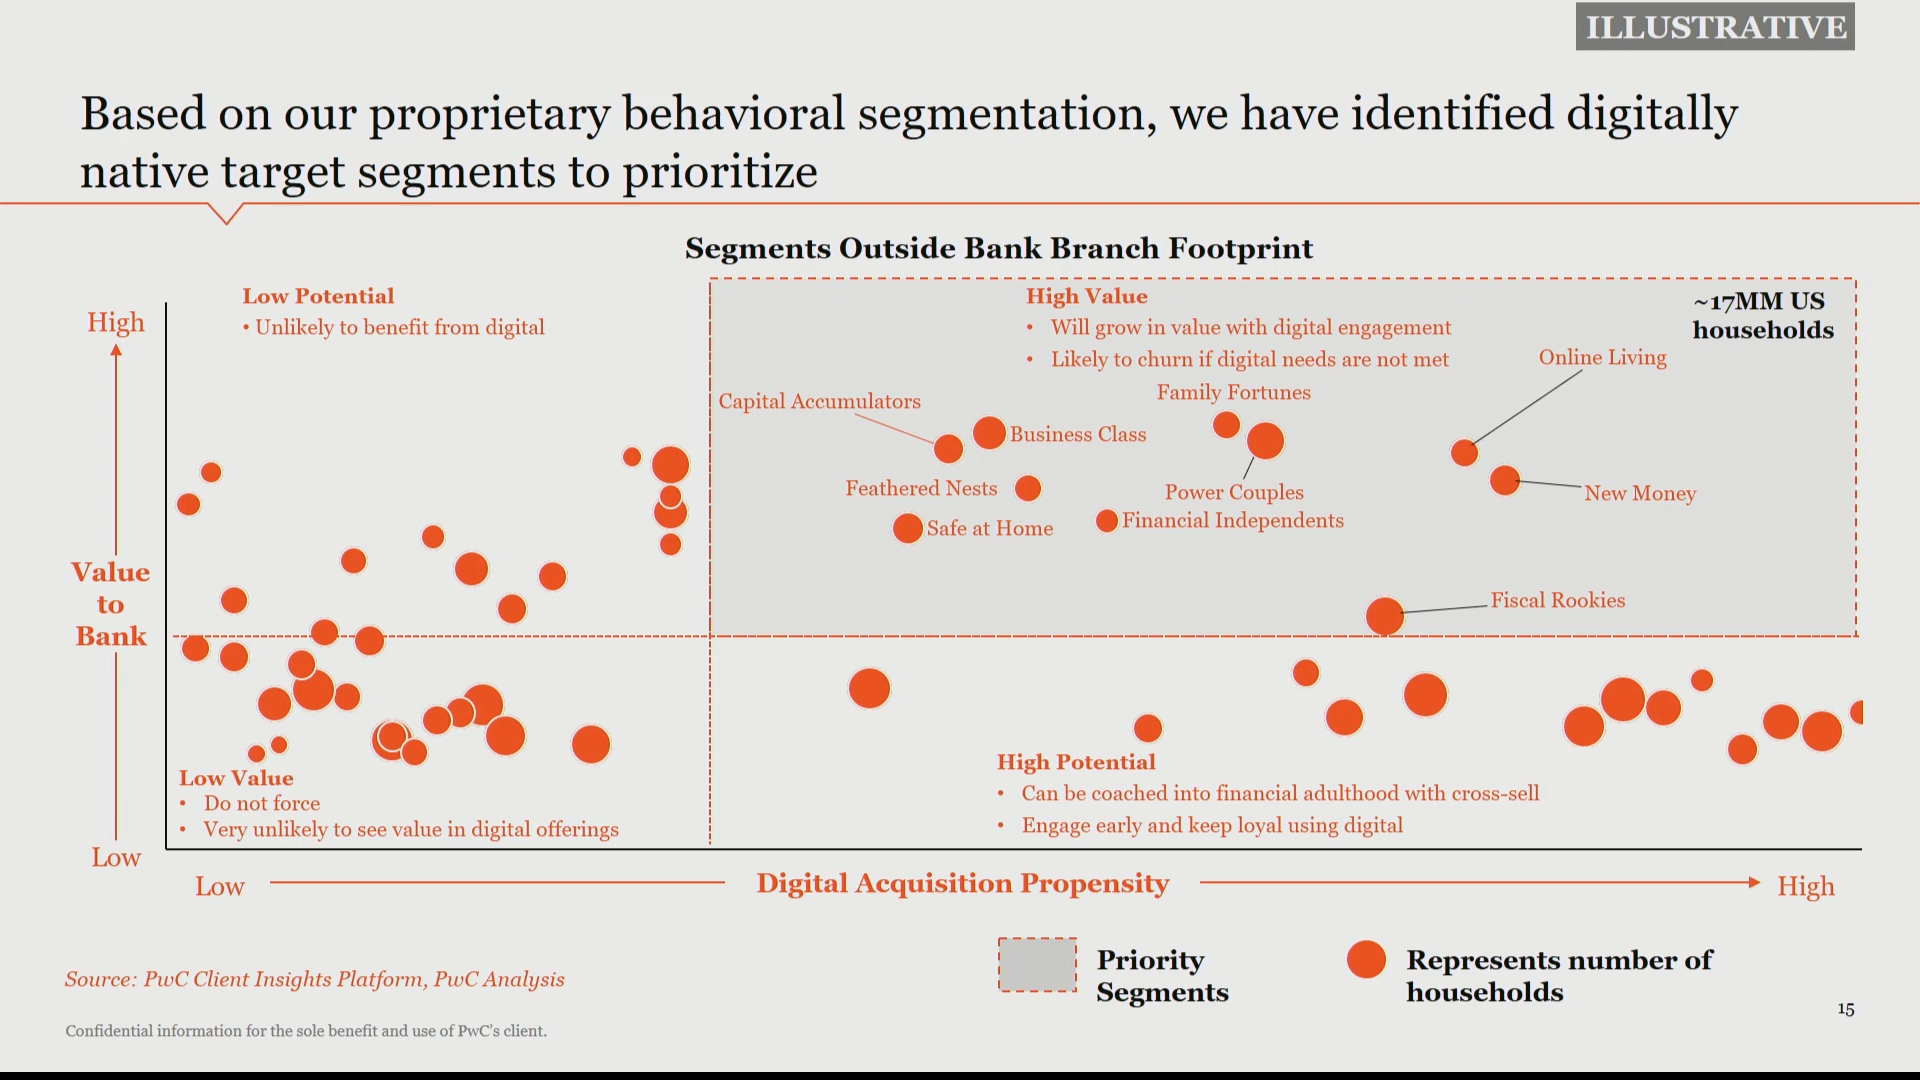 ILLUSTRATIVE
Based on our proprietary behavioral segmentation, we have identified digitally
native target segments to prioritize
Segments Outside Bank Branch Footprint
Low Potential
• Unlikely to benefit from digital
High Value
• Will grow in value with digital engagement
• Likely to churn if digital needs are not met
~17MM US
households
High
Online Living
Family Fortunes
Capital Accumulators
Business Class
Feathered Nests
Power Couples
New Money
Safe at Home
Financial Independents
Value
to
Bank
Fiscal Rookies
Low Value
• Do not force
• Very unlikely to see value in digital offerings
High Potential
• Can be coached into financial adulthood with cross-sell
• Engage early and keep loyal using digital
Low
Low
Digital Acquisition Propensity
High
Priority
Segments
Represents number of
households
Source: PwC Client Insights Platform, PwC Analysis
15
Confidential information for the sole benefit and use of PwC's client.